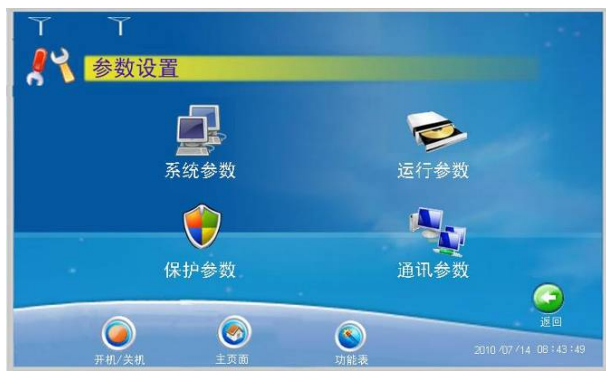 参数设置
系统参数
运行参数
保护参数
通讯参数
返回
开机/关机
主页面
功能表
2010/07/14 08:43:49